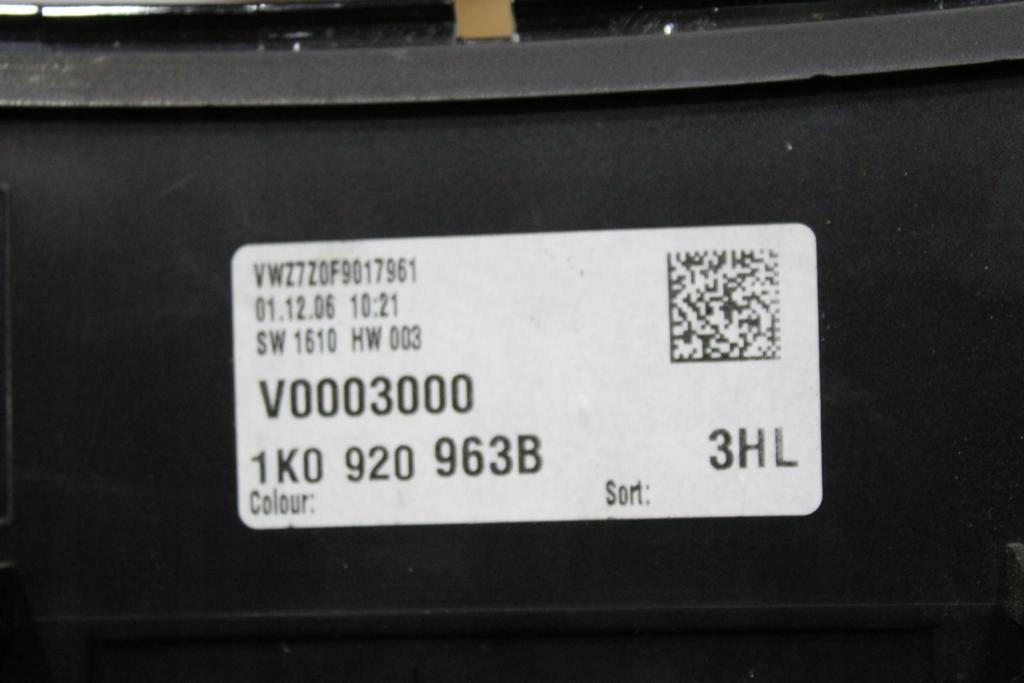 VWZ7Z0F9017961
01.12.06 10:21
SW 1610 HW 003
V0003000
1K0 920 963B 3HL
Colour: Sort: